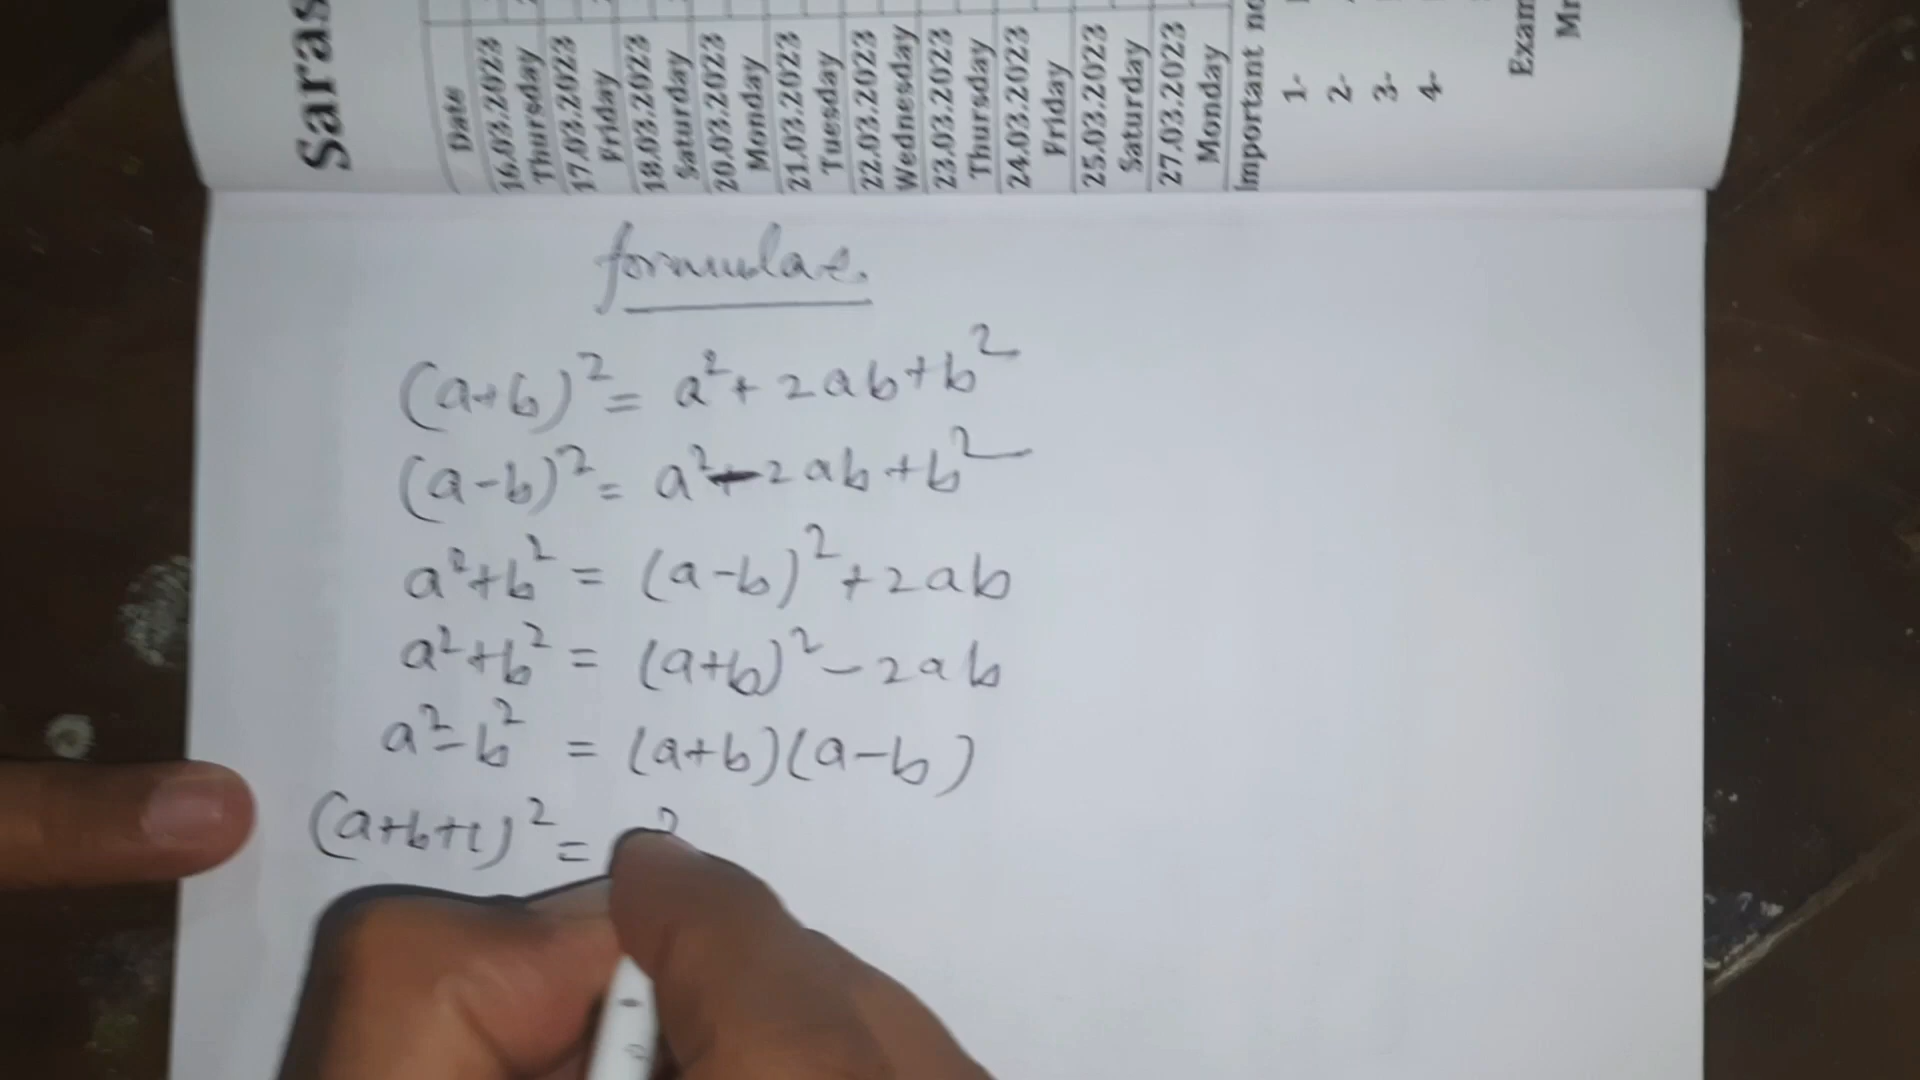 Saras
Date
16.03.2023
Thursday
17.03.2023
Friday
18.03.2023
Saturday
20.03.2023
Monday
21.03.2023
Tuesday
22.03.2023
Wednesday
23.03.2023
Thursday
24.03.2023
Friday
25.03.2023
Saturday
27.03.2023
Monday
Important no
1-
2-
3-
4-
Exam
Mr
formulae.
(a+b)²= a²+2ab+b²
(a-b)²= a²-2ab+b²
a²+b² = (a-b)²+2ab
a²+b² = (a+b)²-2ab
a²-b² = (a+b)(a-b)
(a+b+c)²=